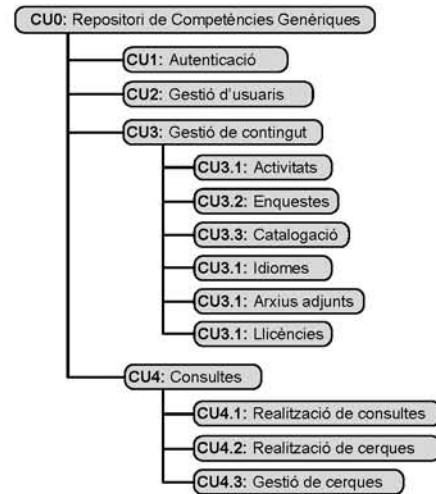 CU0: Repositori de Competències Genèriques
CU1: Autenticació
CU2: Gestió d'usuaris
CU3: Gestió de contingut
CU3.1: Activitats
CU3.2: Enquestes
CU3.3: Catalogació
CU3.1: Idiomes
CU3.1: Arxius adjunts
CU3.1: Llicències
CU4: Consultes
CU4.1: Realització de consultes
CU4.2: Realització de cerques
CU4.3: Gestió de cerques